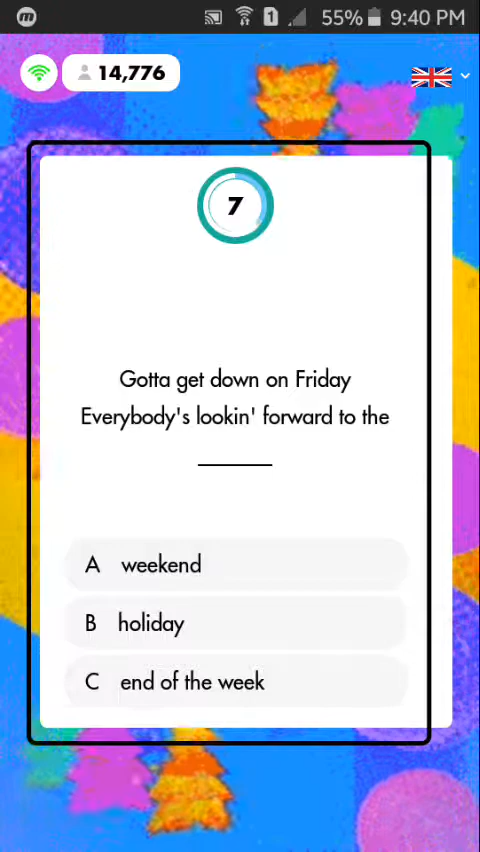 55% 9:40 PM
14,776
7
Gotta get down on Friday
Everybody's lookin' forward to the
________
A weekend
B holiday
C end of the week